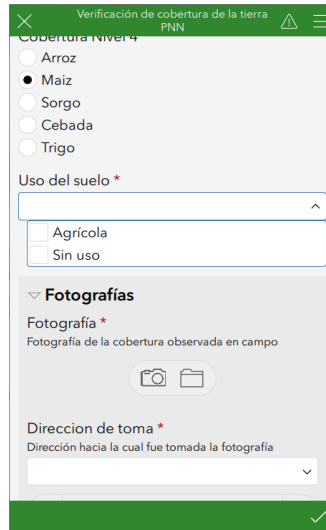 Verificación de cobertura de la tierra
PNN
Cobertura Nivel 4
Arroz
Maiz
Sorgo
Cebada
Trigo
Uso del suelo *
Agrícola
Sin uso
Fotografías
Fotografía *
Fotografía de la cobertura observada en campo
Direccion de toma *
Dirección hacia la cual fue tomada la fotografía